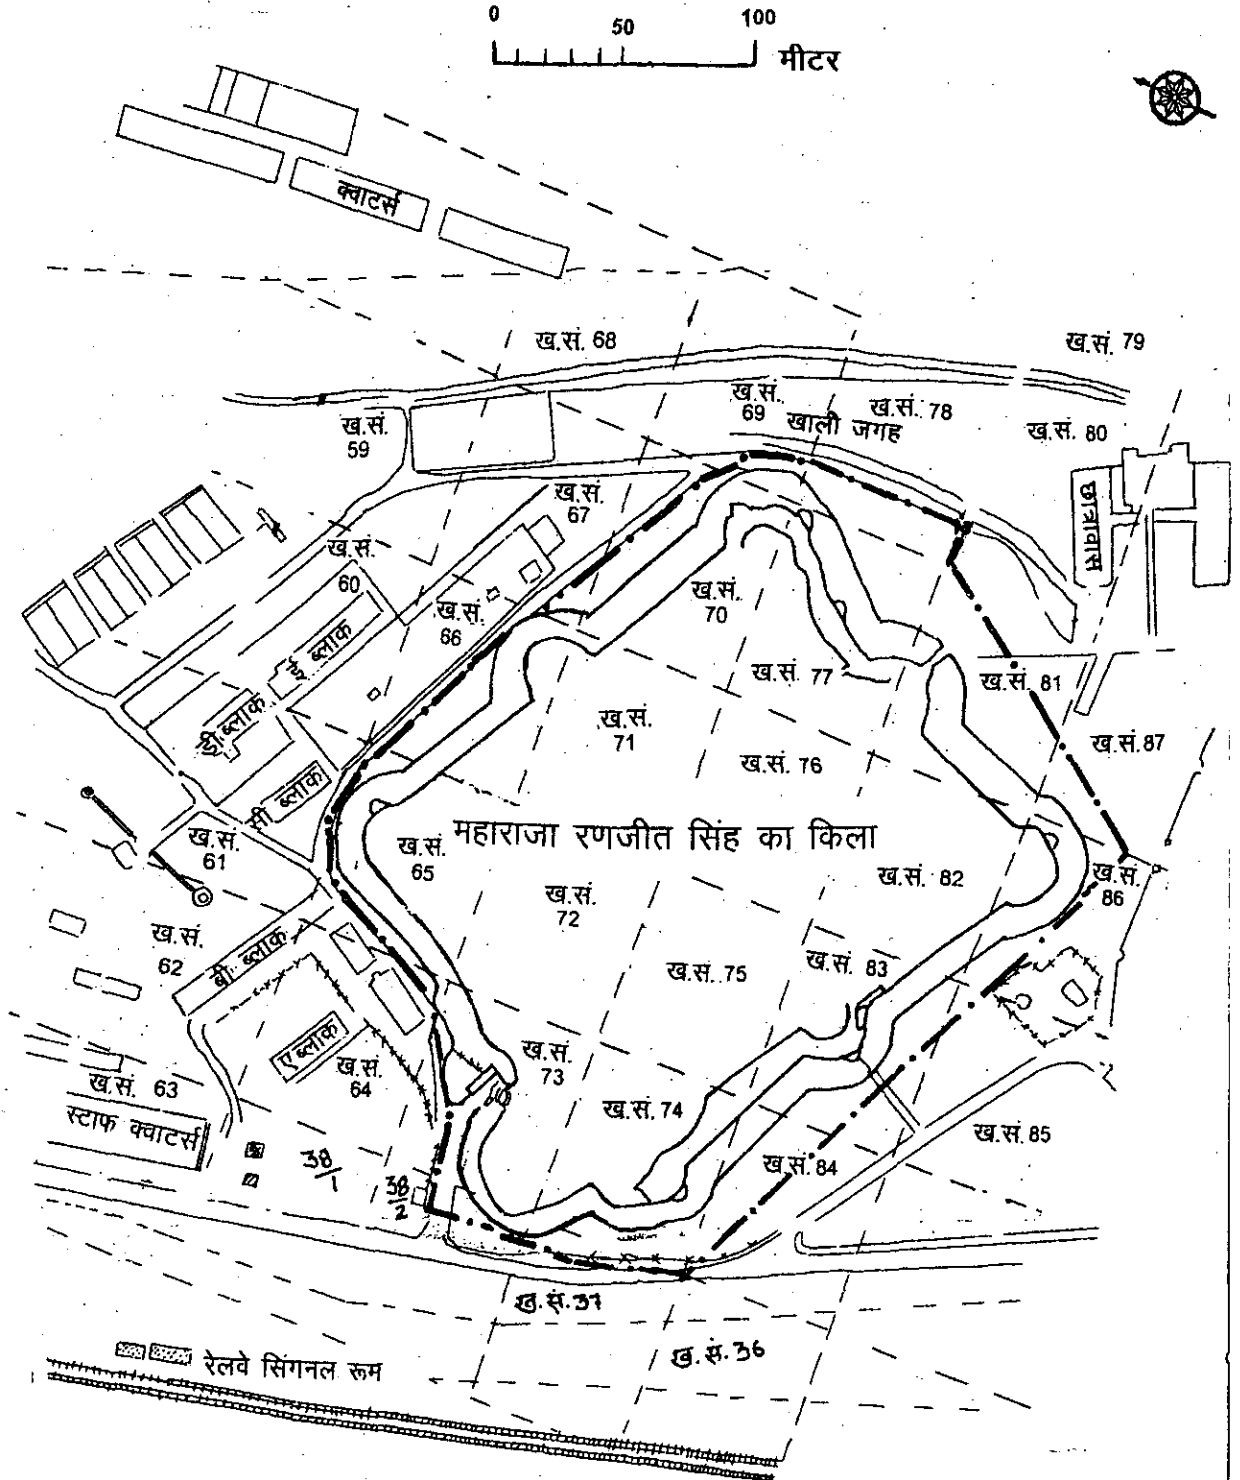 0 50 100
मीटर
क्वाटर्स
ख.सं. 68
ख.सं. 79
ख.सं.
69
ख.सं. 78
खाली जगह
ख.सं. 80
ख.सं.
59
छात्रावास
ख.सं.
67
ख.सं.
60
ख.सं.
66
ख.सं.
70
ई ब्लाक
ख.सं. 77
ख.सं. 81
डी ब्लाक
ख.सं.
71
ख.सं. 76
ख.सं. 87
सी ब्लाक
ख.सं.
61
महाराजा रणजीत सिंह का किला
ख.सं.
65
ख.सं. 82
ख.सं.
86
ख.सं.
72
ख.सं.
62
बी ब्लाक
ख.सं. 75
ख.सं. 83
ए ब्लाक
ख.सं.
64
ख.सं.
73
ख.सं. 63
स्टाफ क्वाटर्स
ख.सं. 74
ख.सं. 85
ख.सं. 84
38/1
38/2
ख.सं. 37
ख.सं. 36
रेलवे सिगनल रूम